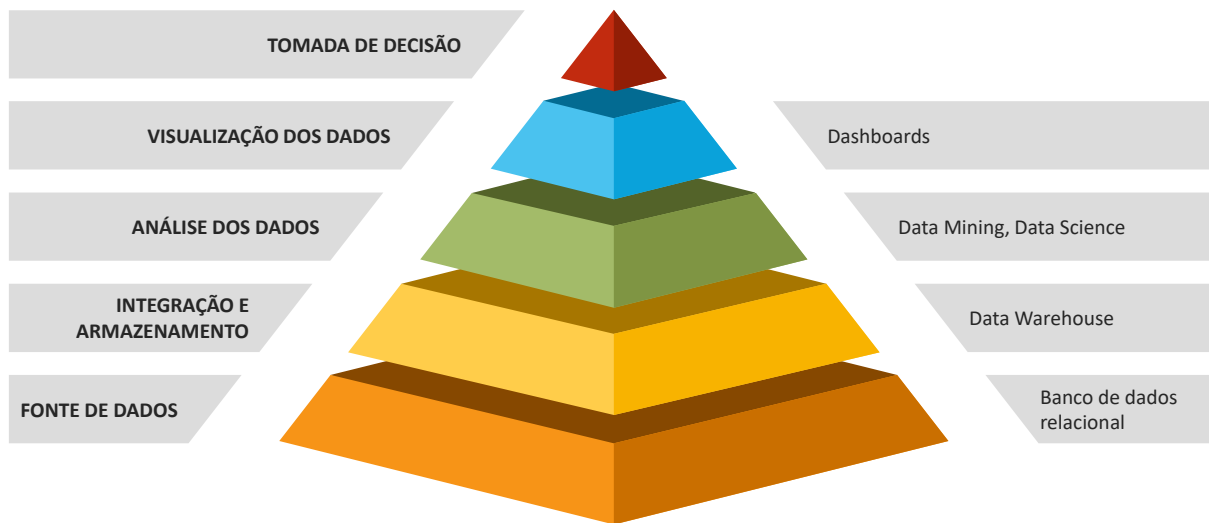 TOMADA DE DECISÃO
VISUALIZAÇÃO DOS DADOS
Dashboards
ANÁLISE DOS DADOS
Data Mining, Data Science
INTEGRAÇÃO E
ARMAZENAMENTO
Data Warehouse
FONTE DE DADOS
Banco de dados
relacional